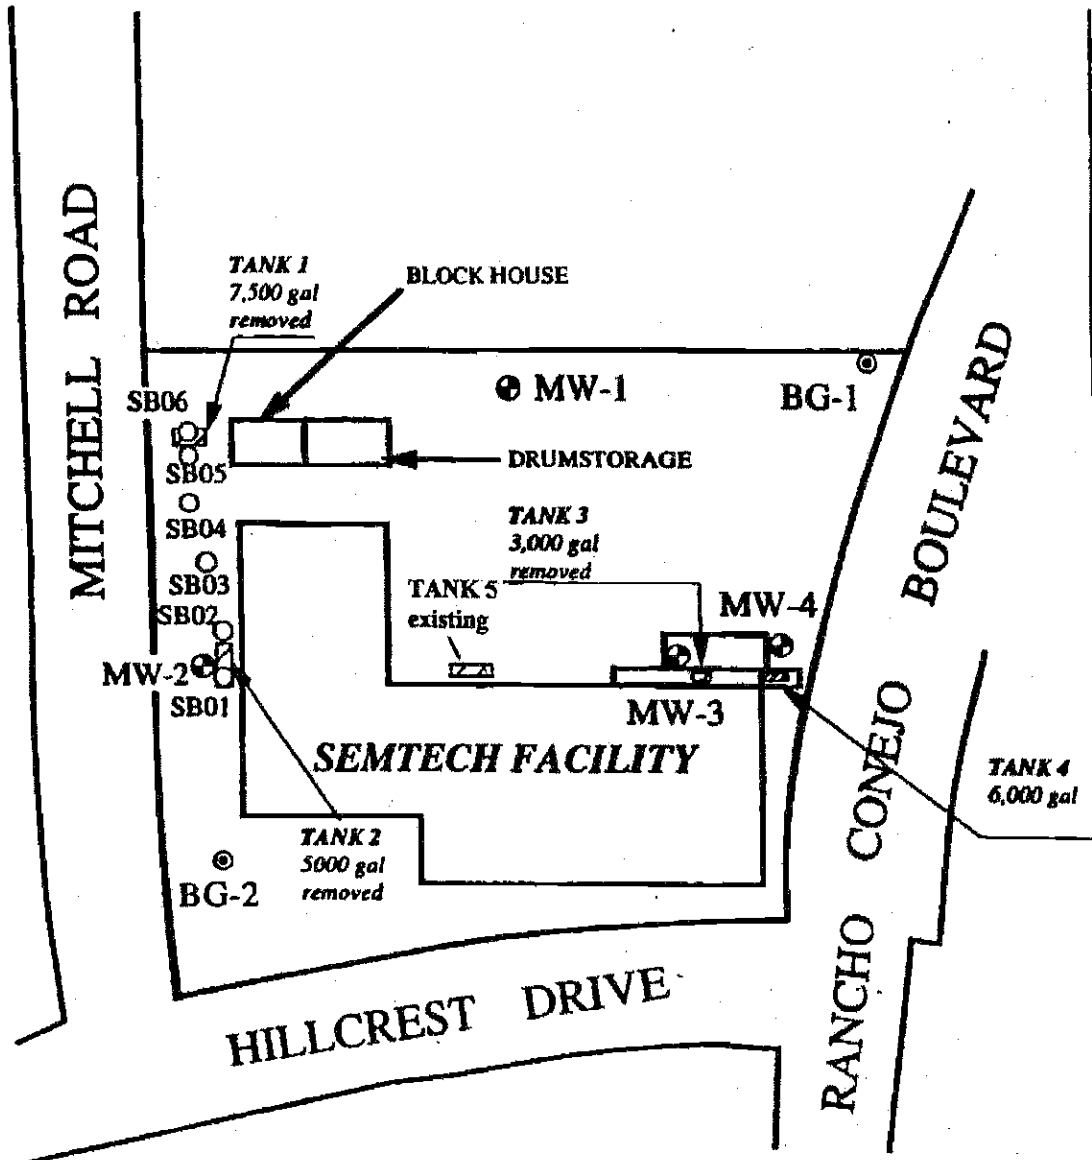 MITCHELL ROAD
TANK 1
7,500 gal
removed
BLOCK HOUSE
MW-1
BG-1
SB06
SB05
DRUMSTORAGE
SB04
TANK 3
3,000 gal
removed
SB03
TANK 5
existing
SB02
MW-4
MW-2
SB01
MW-3
SEMTECH FACILITY
TANK 4
6,000 gal
TANK 2
5000 gal
removed
BG-2
HILLCREST DRIVE
RANCHO CONEJO BOULEVARD